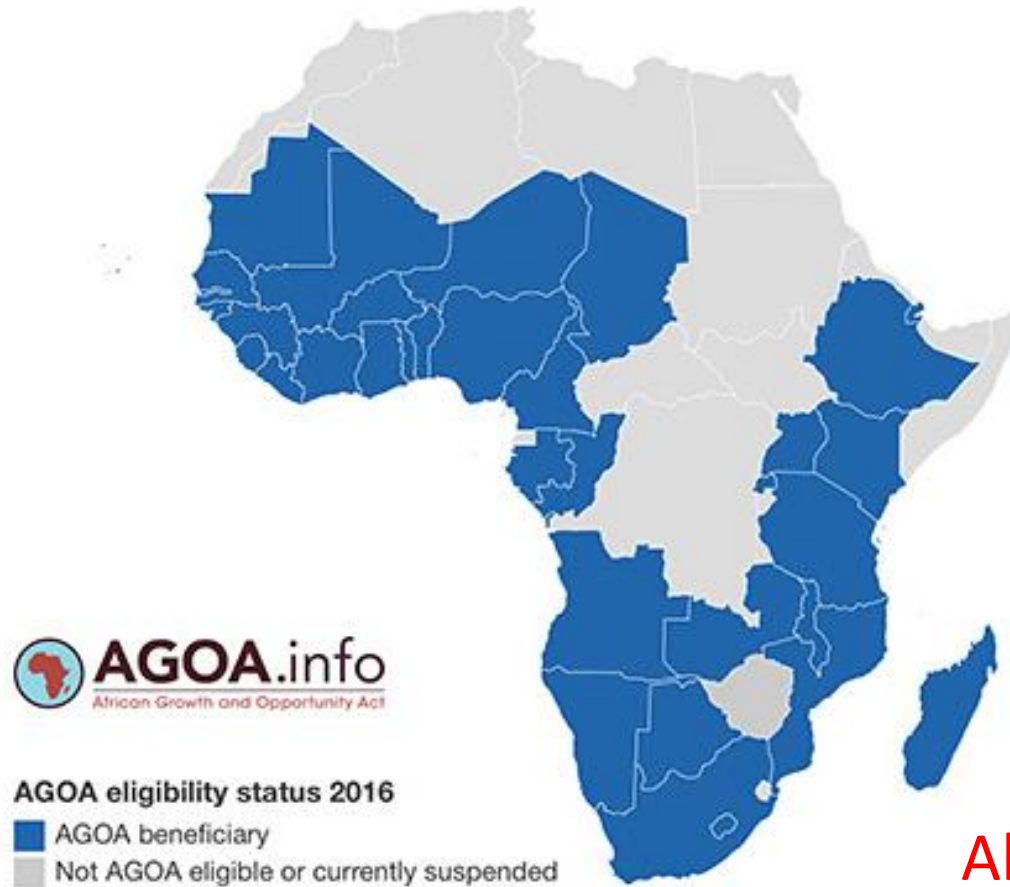 AGOA.info
African Growth and Opportunity Act
AGOA eligibility status 2016
AGOA beneficiary
Not AGOA eligible or currently suspended